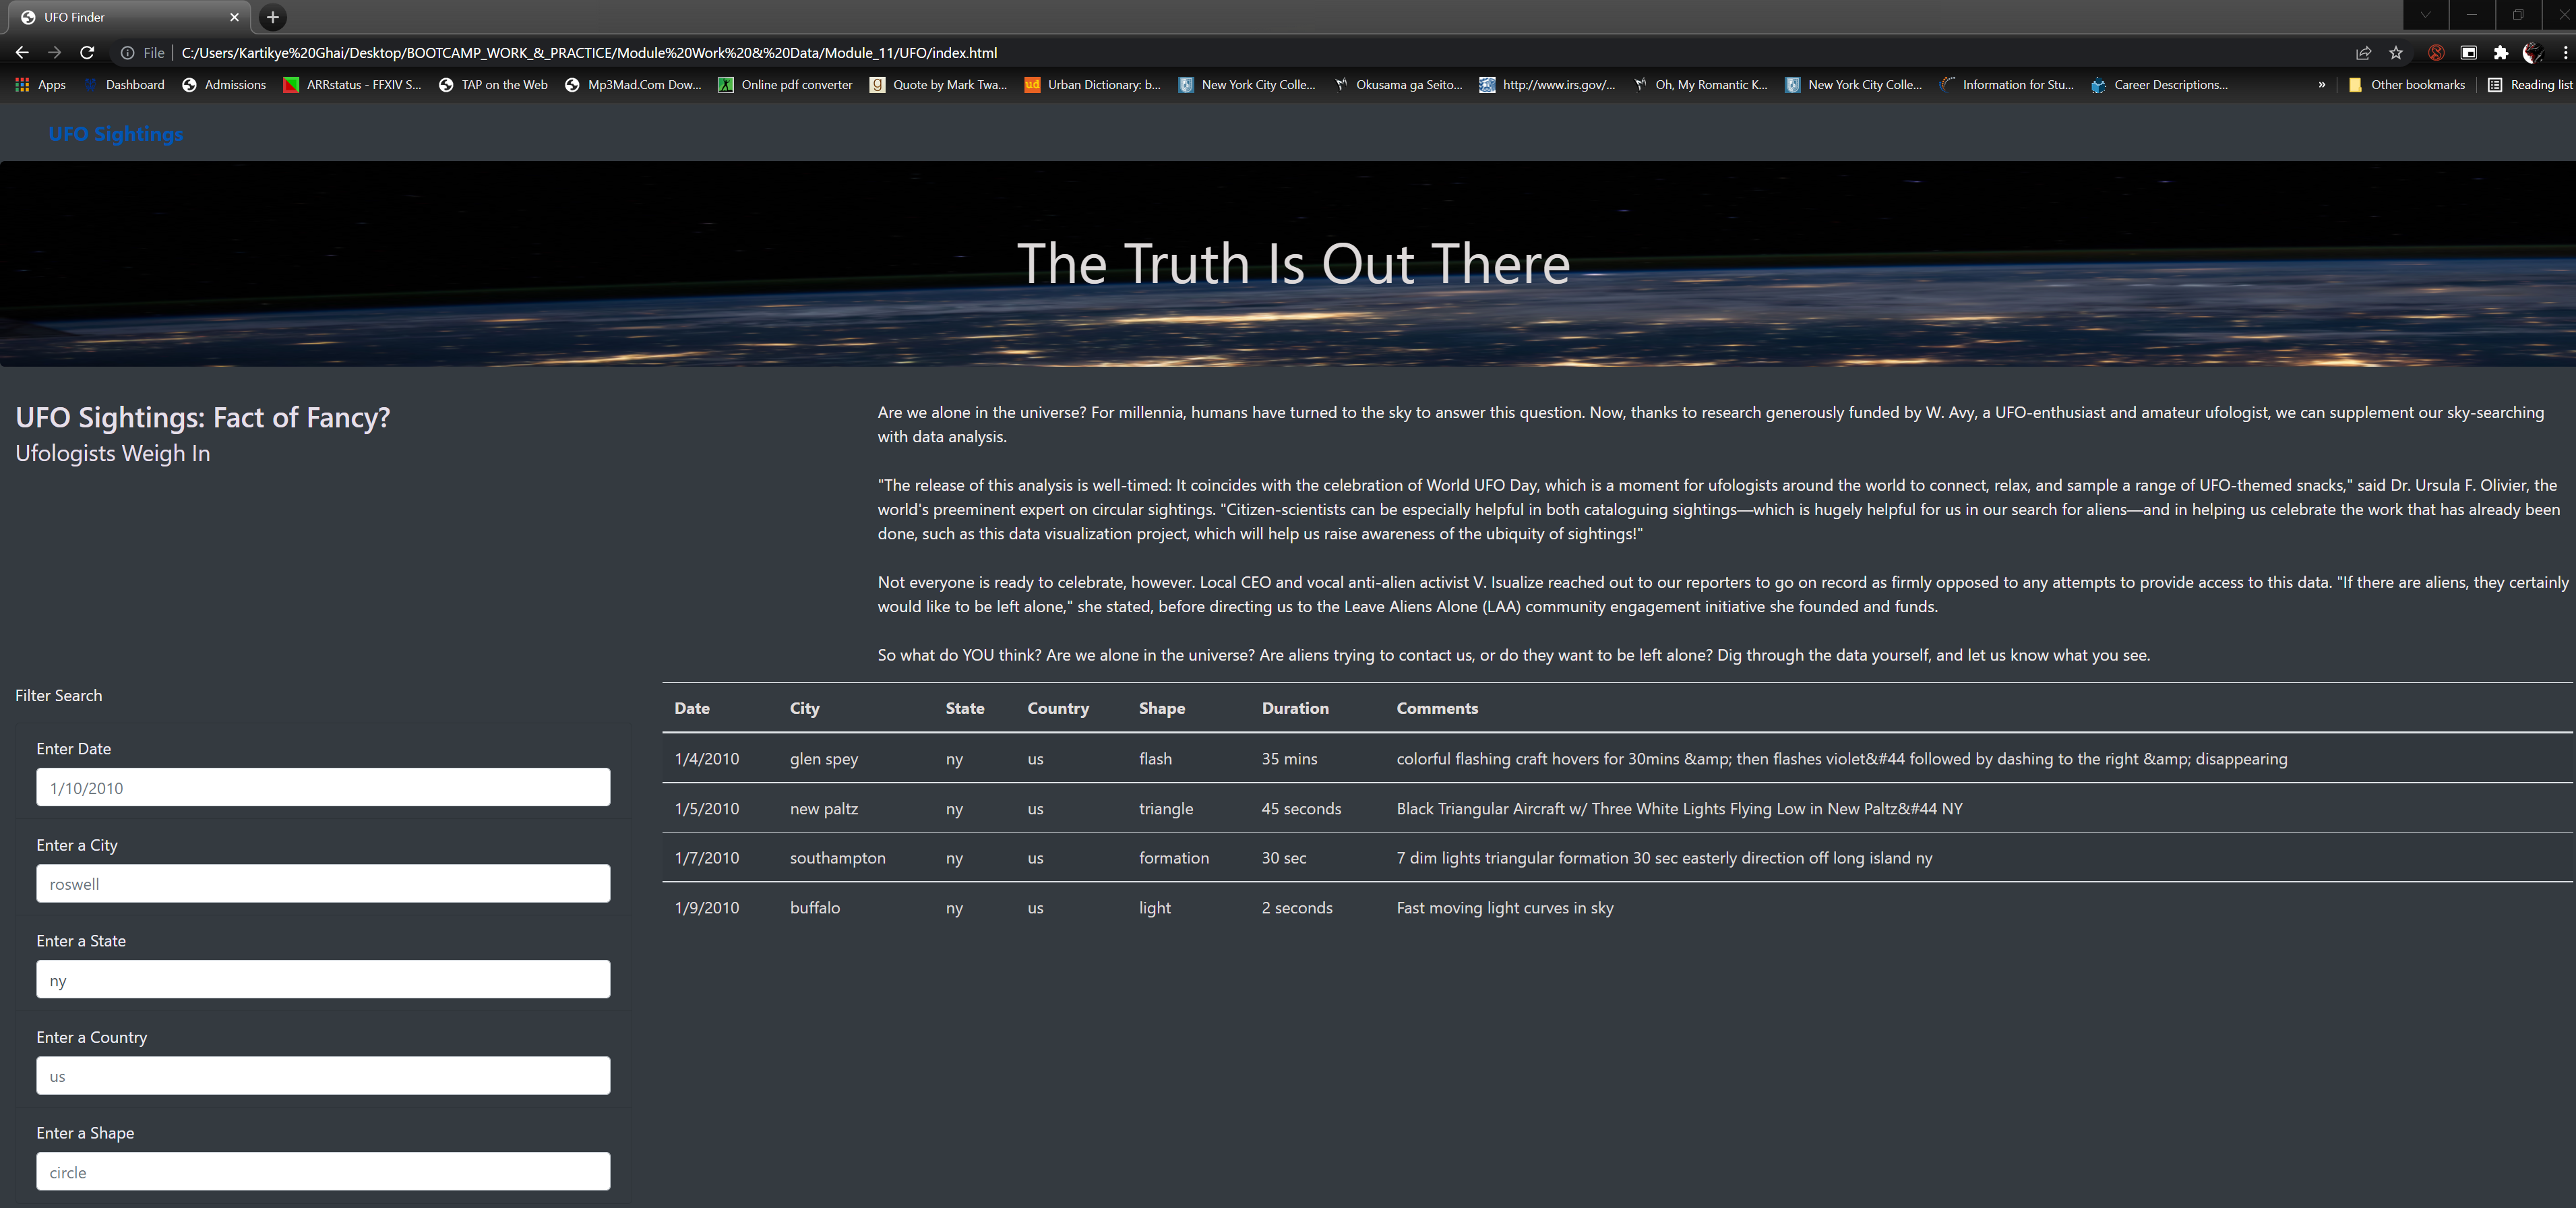 UFO Finder
File | C:/Users/Kartikye%20Ghai/Desktop/BOOTCAMP_WORK_&_PRACTICE/Module%20Work%20&%20Data/Module_11/UFO/index.html
Apps Dashboard Admissions ARRstatus - FFXIV S... TAP on the Web Mp3Mad.Com Dow... Online pdf converter g Quote by Mark Twa... ud Urban Dictionary: b... New York City Colle... Okusama ga Seito... http://www.irs.gov/... Oh, My Romantic K... New York City Colle... Information for Stu... Career Descriptions... » Other bookmarks Reading list
UFO Sightings
The Truth Is Out There
UFO Sightings: Fact of Fancy?
Ufologists Weigh In
Are we alone in the universe? For millennia, humans have turned to the sky to answer this question. Now, thanks to research generously funded by W. Avy, a UFO-enthusiast and amateur ufologist, we can supplement our sky-searching
with data analysis.
"The release of this analysis is well-timed: It coincides with the celebration of World UFO Day, which is a moment for ufologists around the world to connect, relax, and sample a range of UFO-themed snacks," said Dr. Ursula F. Olivier, the
world's preeminent expert on circular sightings. "Citizen-scientists can be especially helpful in both cataloguing sightings—which is hugely helpful for us in our search for aliens—and in helping us celebrate the work that has already been
done, such as this data visualization project, which will help us raise awareness of the ubiquity of sightings!"
Not everyone is ready to celebrate, however. Local CEO and vocal anti-alien activist V. Isualize reached out to our reporters to go on record as firmly opposed to any attempts to provide access to this data. "If there are aliens, they certainly
would like to be left alone," she stated, before directing us to the Leave Aliens Alone (LAA) community engagement initiative she founded and funds.
So what do YOU think? Are we alone in the universe? Are aliens trying to contact us, or do they want to be left alone? Dig through the data yourself, and let us know what you see.
Filter Search
Enter Date
1/10/2010
Enter a City
roswell
Enter a State
ny
Enter a Country
us
Enter a Shape
circle
Date City State Country Shape Duration Comments
1/4/2010 glen spey ny us flash 35 mins colorful flashing craft hovers for 30mins &amp; then flashes violet&#44 followed by dashing to the right &amp; disappearing
1/5/2010 new paltz ny us triangle 45 seconds Black Triangular Aircraft w/ Three White Lights Flying Low in New Paltz&#44 NY
1/7/2010 southampton ny us formation 30 sec 7 dim lights triangular formation 30 sec easterly direction off long island ny
1/9/2010 buffalo ny us light 2 seconds Fast moving light curves in sky